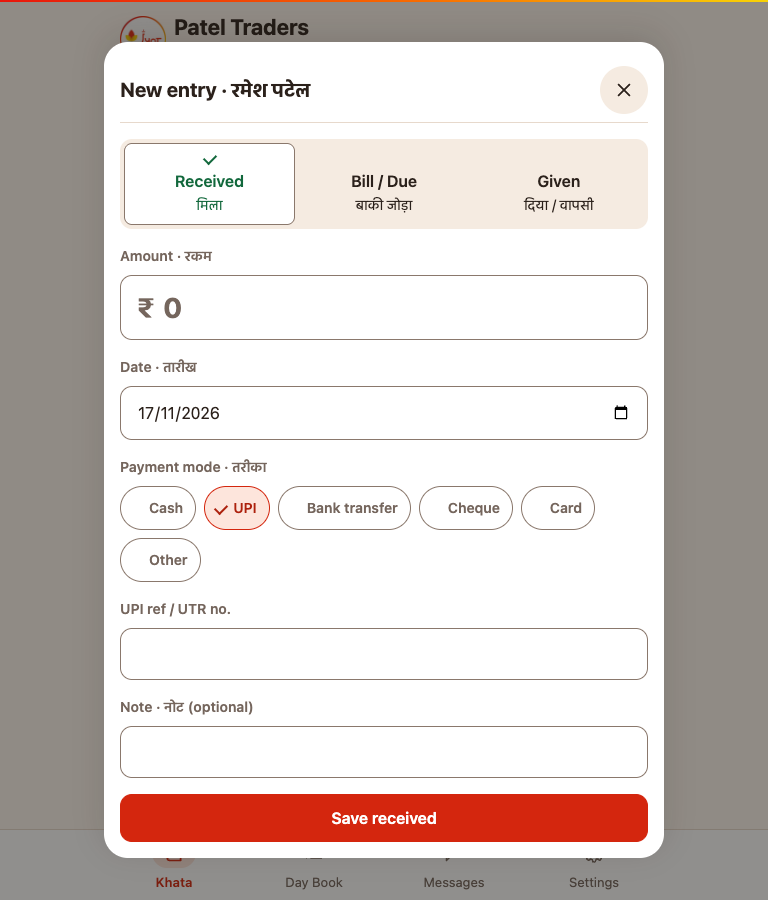 Patel Traders
New entry · रमेश पटेल
Received
मिला
Bill / Due
बाकी जोड़ा
Given
दिया / वापसी
Amount · रकम
₹ 0
Date · तारीख
17/11/2026
Payment mode · तरीका
Cash
UPI
Bank transfer
Cheque
Card
Other
UPI ref / UTR no.
Note · नोट (optional)
Save received
Khata
Day Book
Messages
Settings